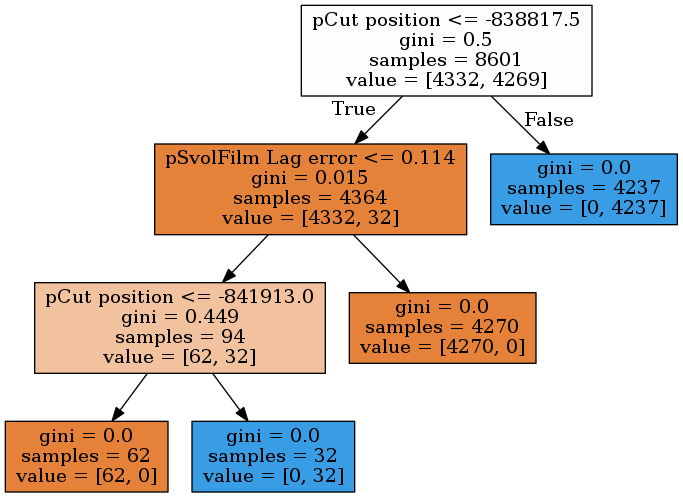 pCut position <= -838817.5
gini = 0.5
samples = 8601
value = [4332, 4269]
True
False
pSvolFilm Lag error <= 0.114
gini = 0.015
samples = 4364
value = [4332, 32]
gini = 0.0
samples = 4237
value = [0, 4237]
pCut position <= -841913.0
gini = 0.449
samples = 94
value = [62, 32]
gini = 0.0
samples = 4270
value = [4270, 0]
gini = 0.0
samples = 62
value = [62, 0]
gini = 0.0
samples = 32
value = [0, 32]